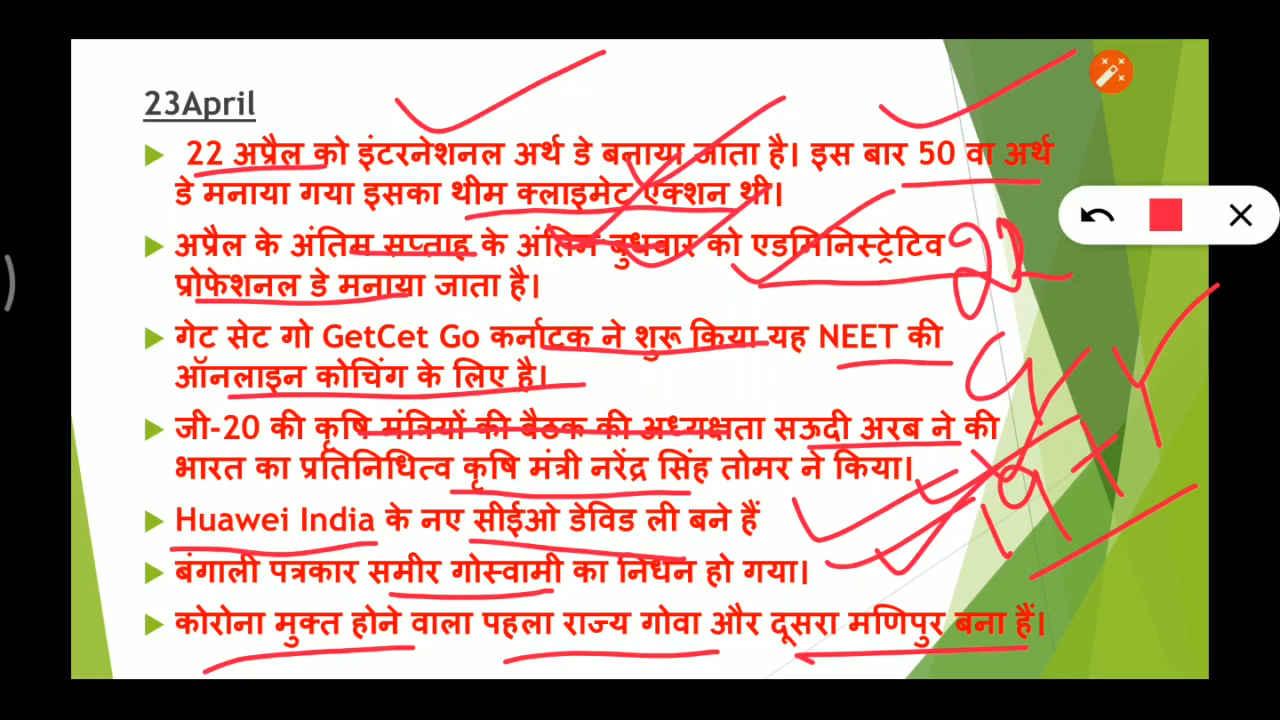 23April
22 अप्रैल को इंटरनेशनल अर्थ डे बनाया जाता है। इस बार 50 वा अर्थ
डे मनाया गया इसका थीम क्लाइमेट एक्शन थी।
अप्रैल के अंतिम सप्ताह के अंतिम बुधवार को एडमिनिस्ट्रेटिव
प्रोफेशनल डे मनाया जाता है।
गेट सेट गो GetCet Go कर्नाटक ने शुरू किया यह NEET की
ऑनलाइन कोचिंग के लिए है।
जी-20 की कृषि मंत्रियों की बैठक की अध्यक्षता सऊदी अरब ने की
भारत का प्रतिनिधित्व कृषि मंत्री नरेंद्र सिंह तोमर ने किया।
Huawei India के नए सीईओ डेविड ली बने हैं
बंगाली पत्रकार समीर गोस्वामी का निधन हो गया।
कोरोना मुक्त होने वाला पहला राज्य गोवा और दूसरा मणिपुर बना हैं।
22